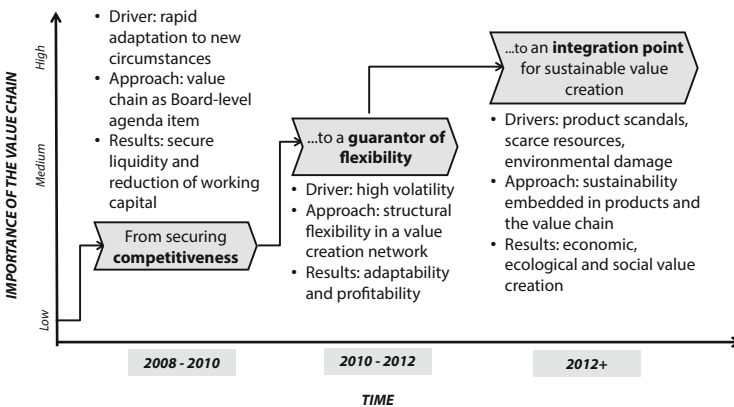 IMPORTANCE OF THE VALUE CHAIN
High
Medium
Low
• Driver: rapid
adaptation to new
circumstances
• Approach: value
chain as Board-level
agenda item
• Results: secure
liquidity and
reduction of working
capital
From securing
competitiveness
...to a guarantor of
flexibility
• Driver: high volatility
• Approach: structural
flexibility in a value
creation network
• Results: adaptability
and profitability
...to an integration point
for sustainable value
creation
• Drivers: product scandals,
scarce resources,
environmental damage
• Approach: sustainability
embedded in products and
the value chain
• Results: economic,
ecological and social value
creation
2008 - 2010
2010 - 2012
2012+
TIME